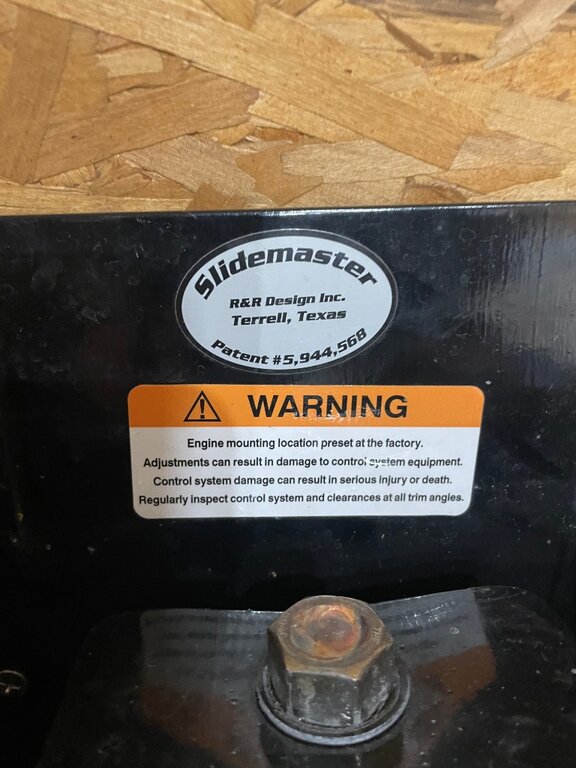 Slidemaster
R&R Design Inc.
Terrell, Texas
Patent #5,944,568
WARNING
Engine mounting location preset at the factory.
Adjustments can result in damage to control system equipment.
Control system damage can result in serious injury or death.
Regularly inspect control system and clearances at all trim angles.